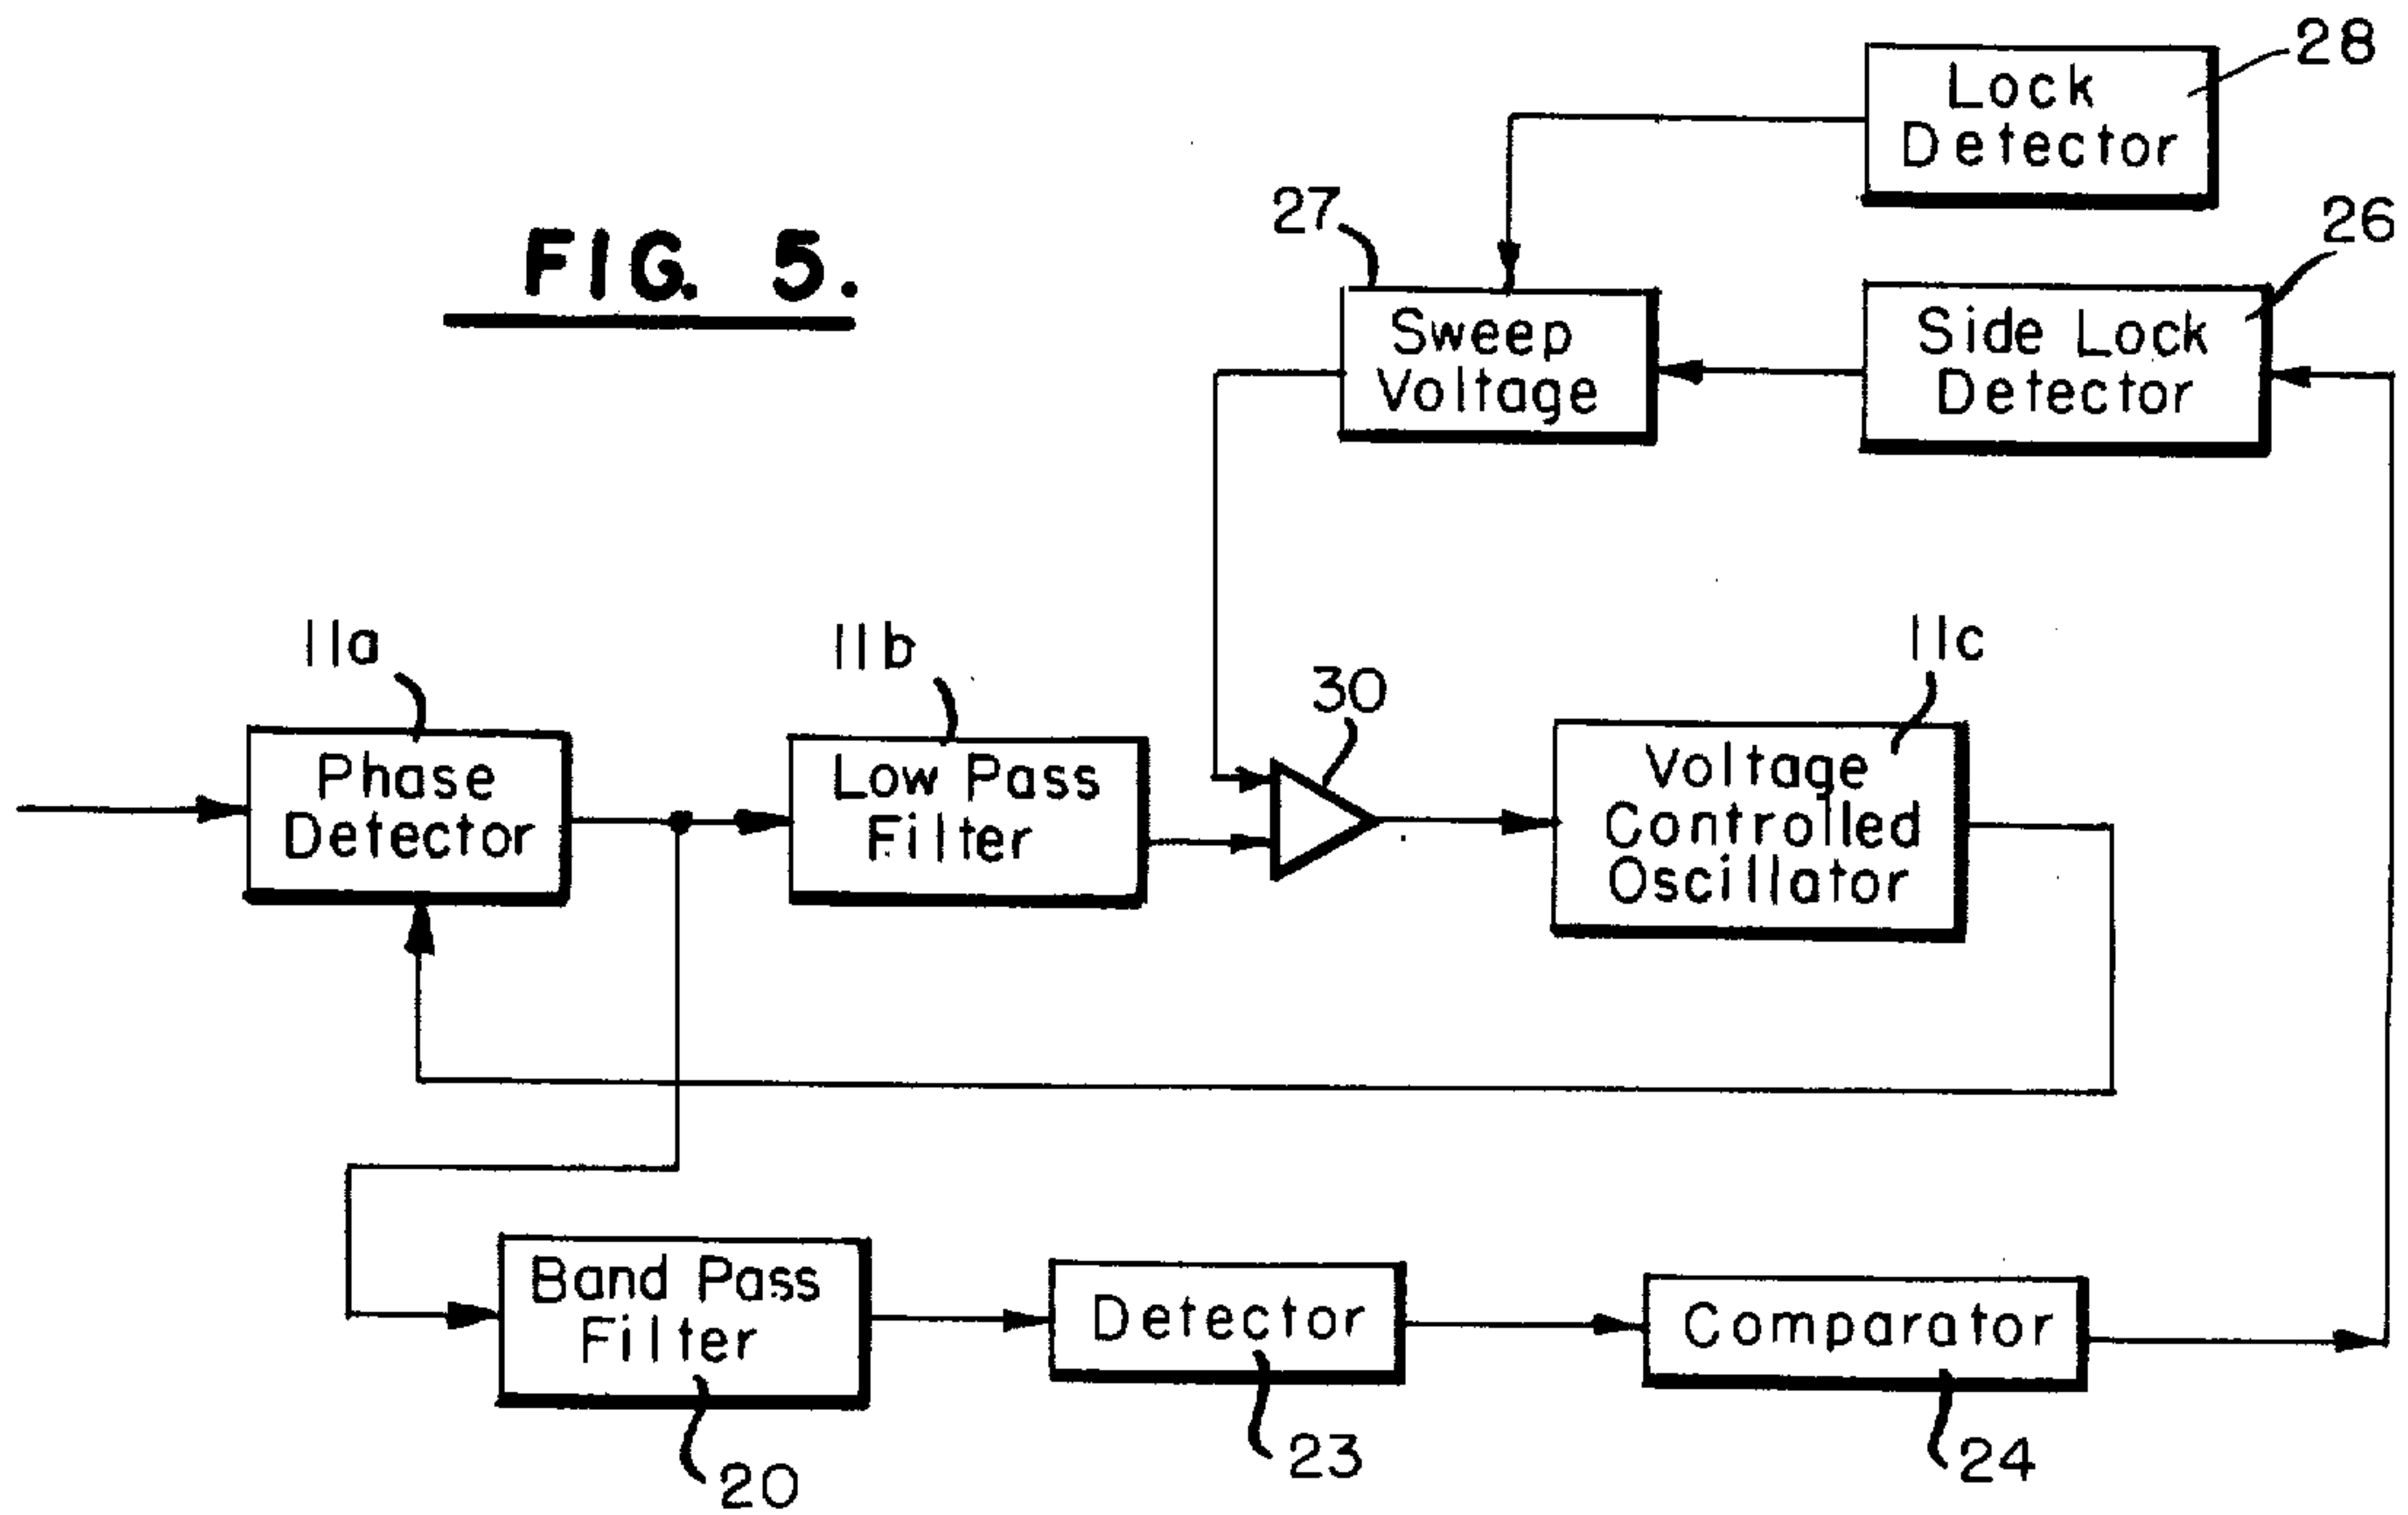 28
Lock
Detector
27
26
FIG. 5.
Sweep
Voltage
Side Lock
Detector
11a
11b
30
11c
Phase
Detector
Low Pass
Filter
Voltage
Controlled
Oscillator
Band Pass
Filter
Detector
Comparator
20
23
24